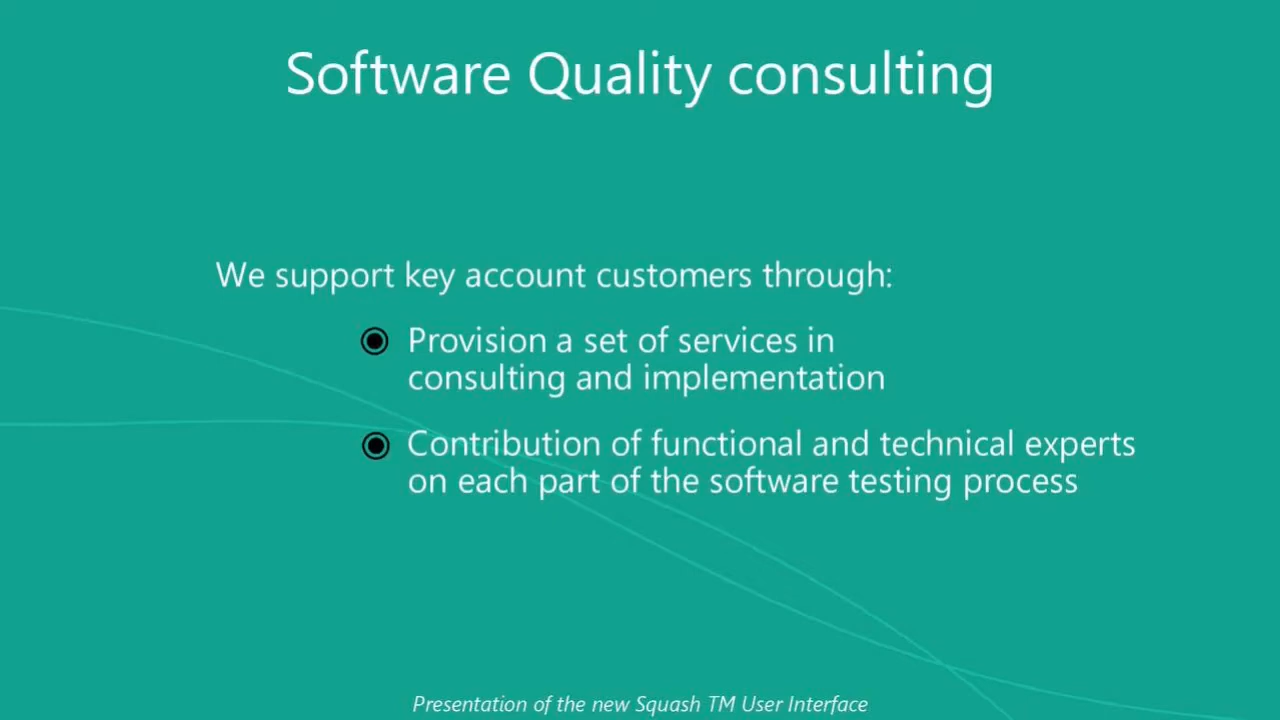 Software Quality consulting
We support key account customers through:
Provision a set of services in
consulting and implementation
Contribution of functional and technical experts
on each part of the software testing process
Presentation of the new Squash TM User Interface